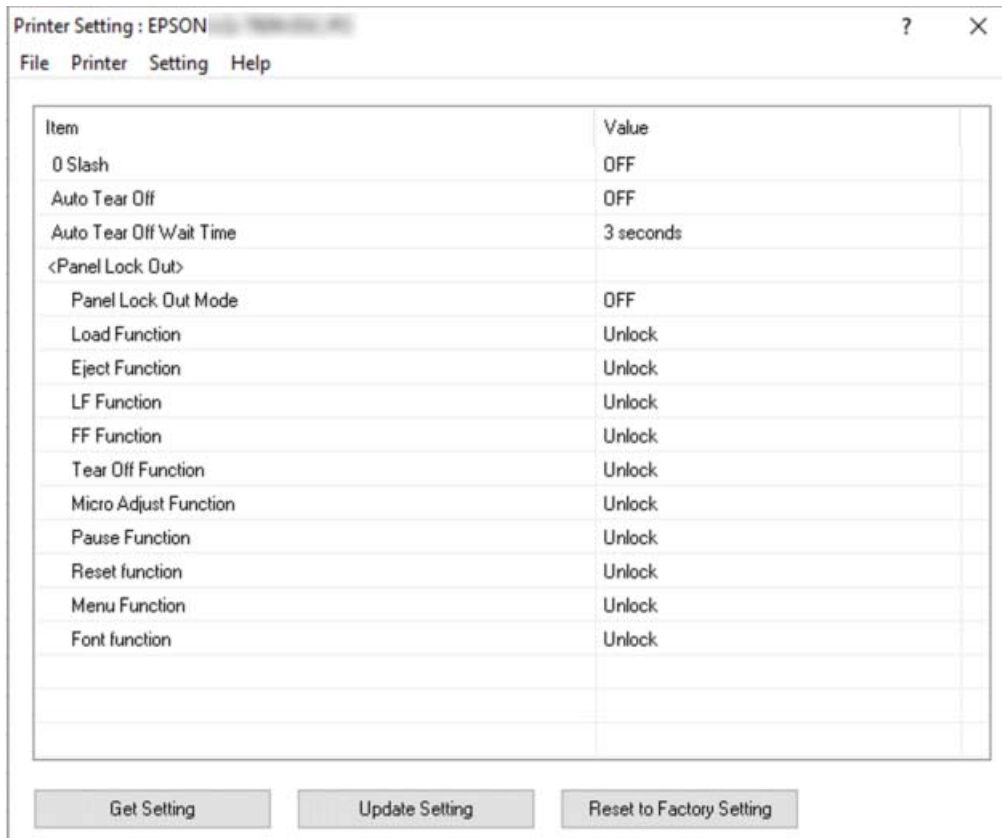 Printer Setting : EPSON
? ×
File Printer Setting Help
Item Value
0 Slash OFF
Auto Tear Off OFF
Auto Tear Off Wait Time 3 seconds
<Panel Lock Out>
Panel Lock Out Mode OFF
Load Function Unlock
Eject Function Unlock
LF Function Unlock
FF Function Unlock
Tear Off Function Unlock
Micro Adjust Function Unlock
Pause Function Unlock
Reset function Unlock
Menu Function Unlock
Font function Unlock
Get Setting Update Setting Reset to Factory Setting